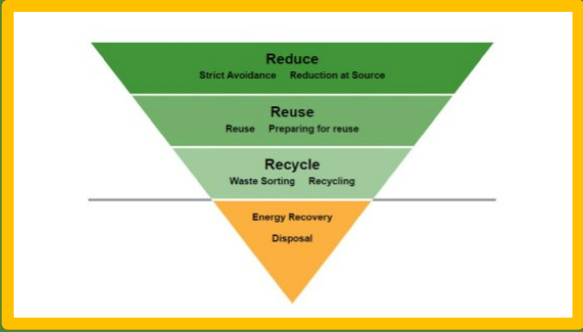 Reduce
Strict Avoidance Reduction at Source
Reuse
Reuse Preparing for reuse
Recycle
Waste Sorting Recycling
Energy Recovery
Disposal